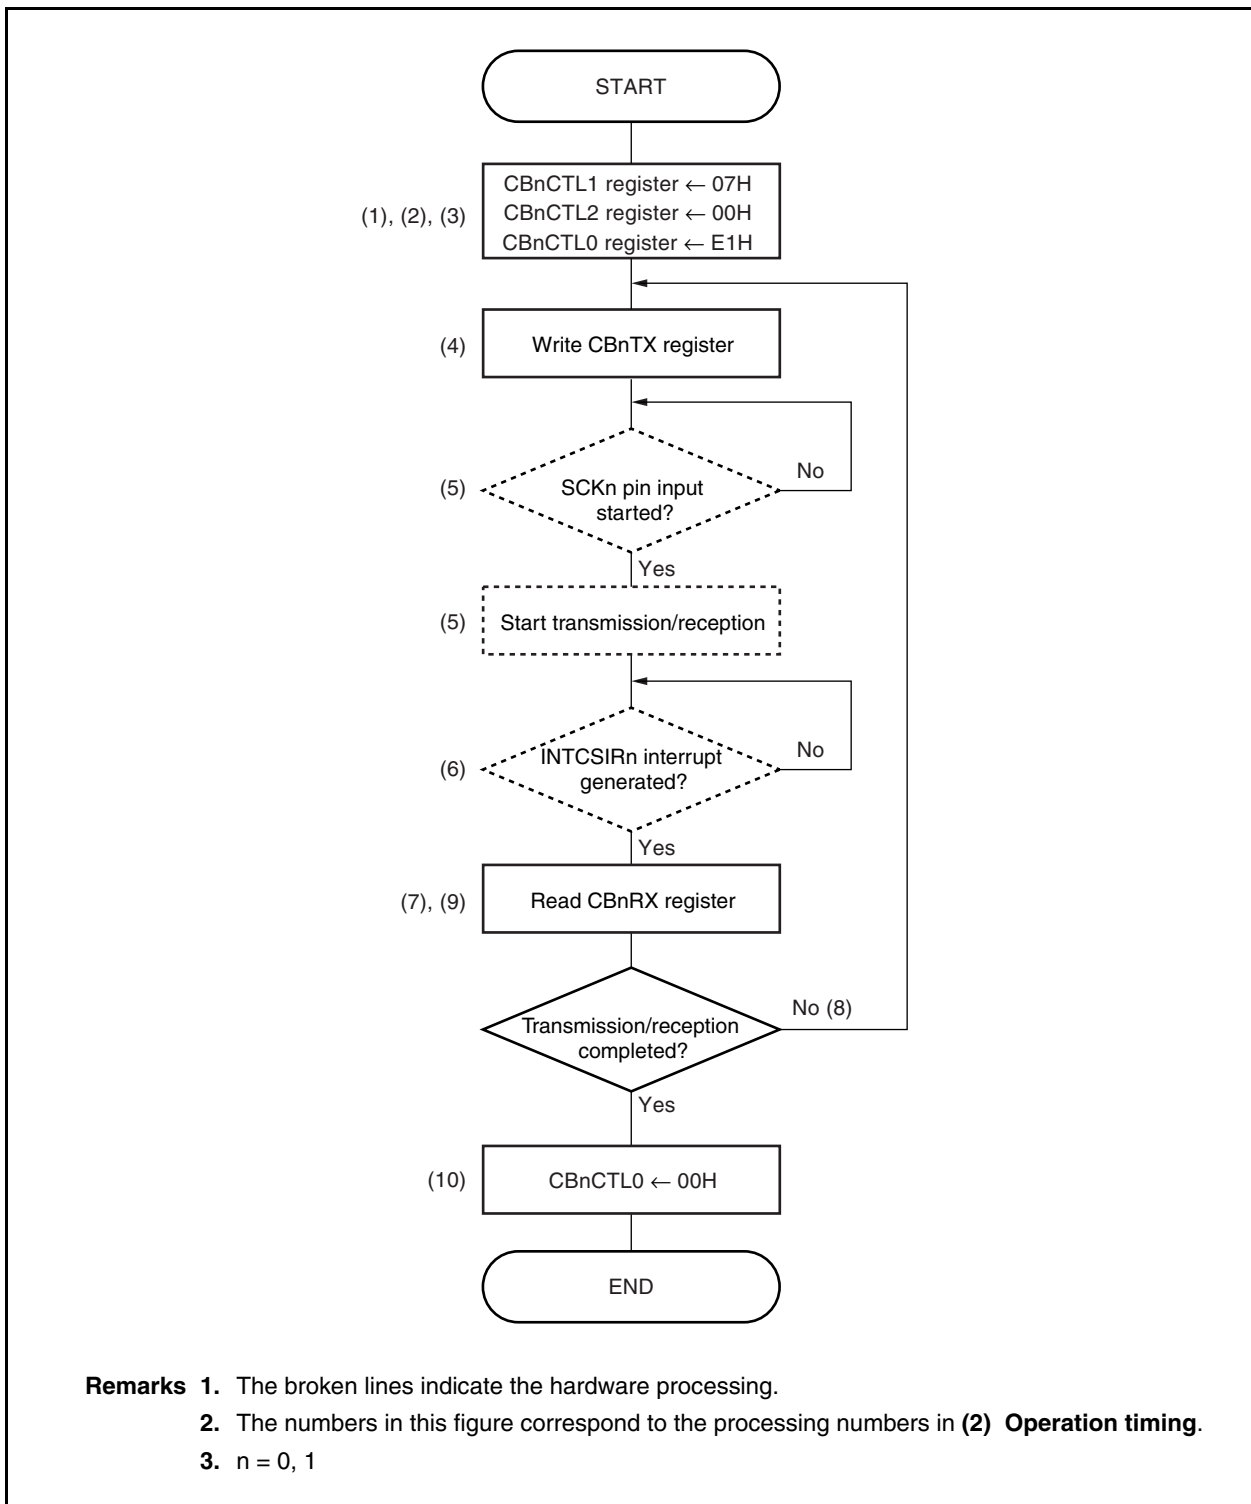 START
CBnCTL1 register ← 07H
(1), (2), (3)
CBnCTL2 register ← 00H
CBnCTL0 register ← E1H
(4)
Write CBnTX register
No
(5)
SCKn pin input
started?
Yes
(5)
Start transmission/reception
No
(6)
INTCSIRn interrupt
generated?
Yes
(7), (9)
Read CBnRX register
No (8)
Transmission/reception
completed?
Yes
(10)
CBnCTL0 ← 00H
END
Remarks 1. The broken lines indicate the hardware processing.
2. The numbers in this figure correspond to the processing numbers in (2) Operation timing.
3. n = 0, 1